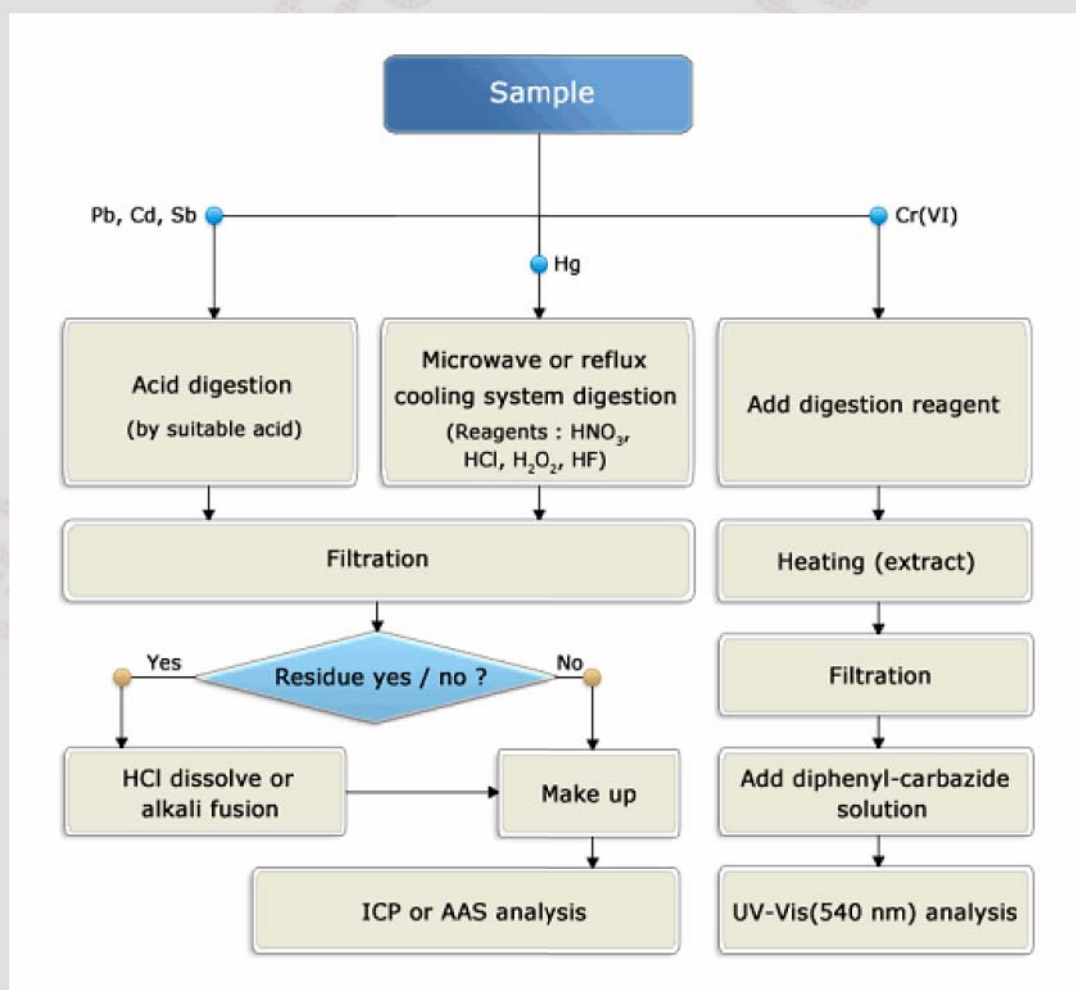 Sample
Pb, Cd, Sb
Cr(VI)
Hg
Acid digestion
(by suitable acid)
Microwave or reflux
cooling system digestion
(Reagents : HNO₃,
HCl, H₂O₂, HF)
Add digestion reagent
Filtration
Heating (extract)
Yes
Residue yes / no ?
No
Filtration
HCl dissolve or
alkali fusion
Make up
Add diphenyl-carbazide
solution
ICP or AAS analysis
UV-Vis(540 nm) analysis